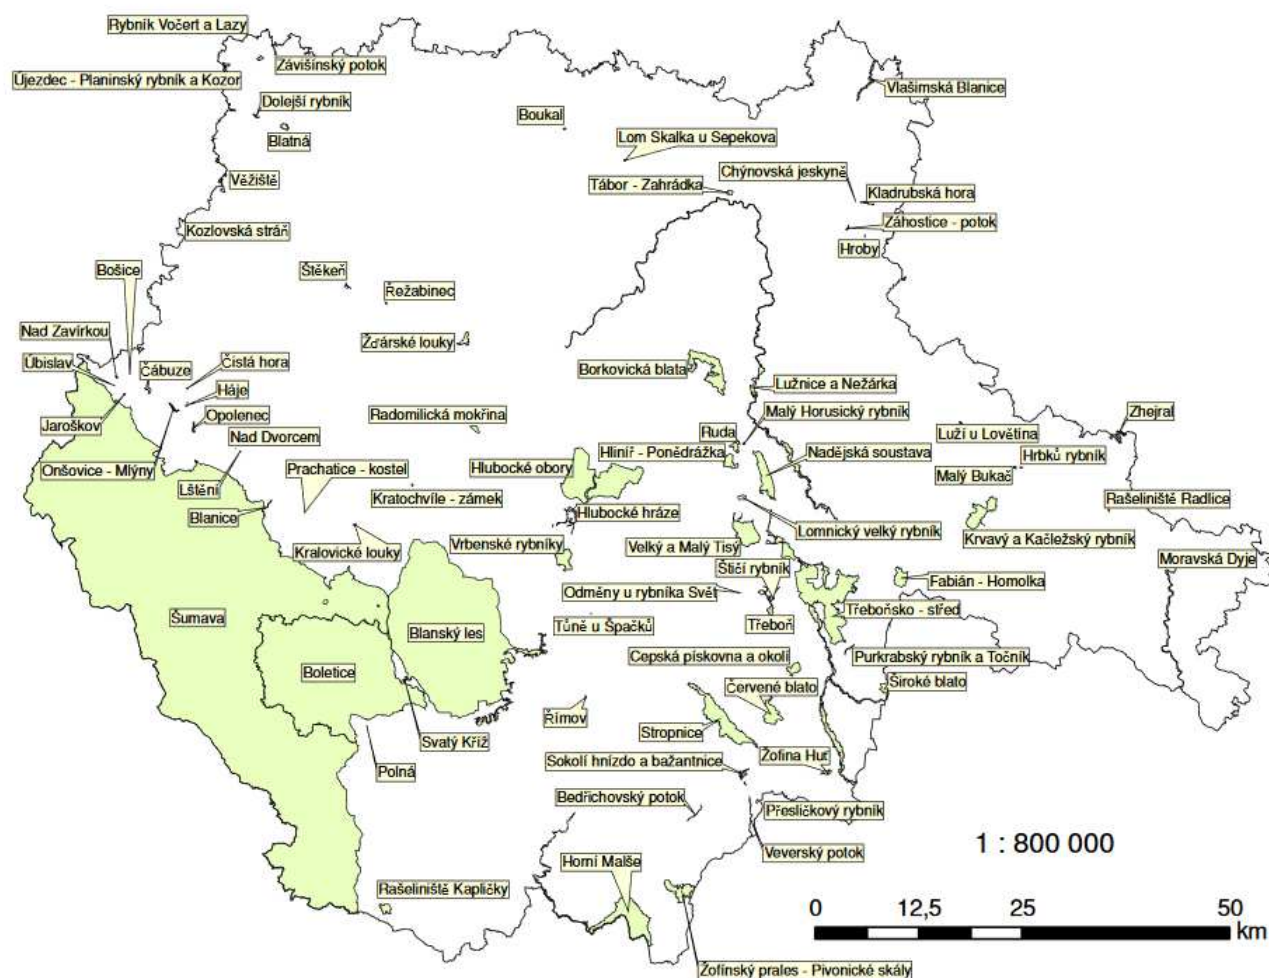 Rybník Vočert a Lazy
Závišínský potok
Újezdec - Planinský rybník a Kozor
Vlašimská Blanice
Dolejší rybník
Boukal
Blatná
Lom Skalka u Sepekova
Chýnovská jeskyně
Věžiště
Tábor - Zahrádka
Kladrubská hora
Záhostice - potok
Kozlovská stráň
Hroby
Bošice
Štěkeň
Řežabinec
Nad Zavírkou
Žďárské louky
Úbislav
Čábuze
Čistá hora
Borkovická blata
Lužnice a Nežárka
Háje
Jaroškov
Opolenec
Radomilická mokřina
Malý Horusický rybník
Zhejral
Nad Dvorcem
Ruda
Luží u Lovětína
Onšovice - Mlýny
Prachatice - kostel
Hlubocké obory
Hliníř - Ponědrážka
Nadějská soustava
Hrbků rybník
Malý Bukač
Lštění
Kratochvíle - zámek
Rašeliniště Radlice
Blanice
Hlubocké hráze
Lomnický velký rybník
Kralovické louky
Vrbenské rybníky
Velký a Malý Tisý
Krvavý a Kačležský rybník
Moravská Dyje
Štičí rybník
Fabián - Homolka
Odměny u rybníka Svět
Šumava
Třeboňsko - střed
Blanský les
Tůně u Špačků
Třeboň
Cepská pískovna a okolí
Purkrabský rybník a Točník
Boletice
Červené blato
Široké blato
Římov
Stropnice
Svatý Kříž
Žofina Huť
Sokolí hnízdo a bažantnice
Polná
Bedřichovský potok
Přesličkový rybník
Veverský potok
1 : 800 000
Horní Malše
Rašeliniště Kapličky
0 12,5 25 50
km
Žofínský prales - Pivonické skály